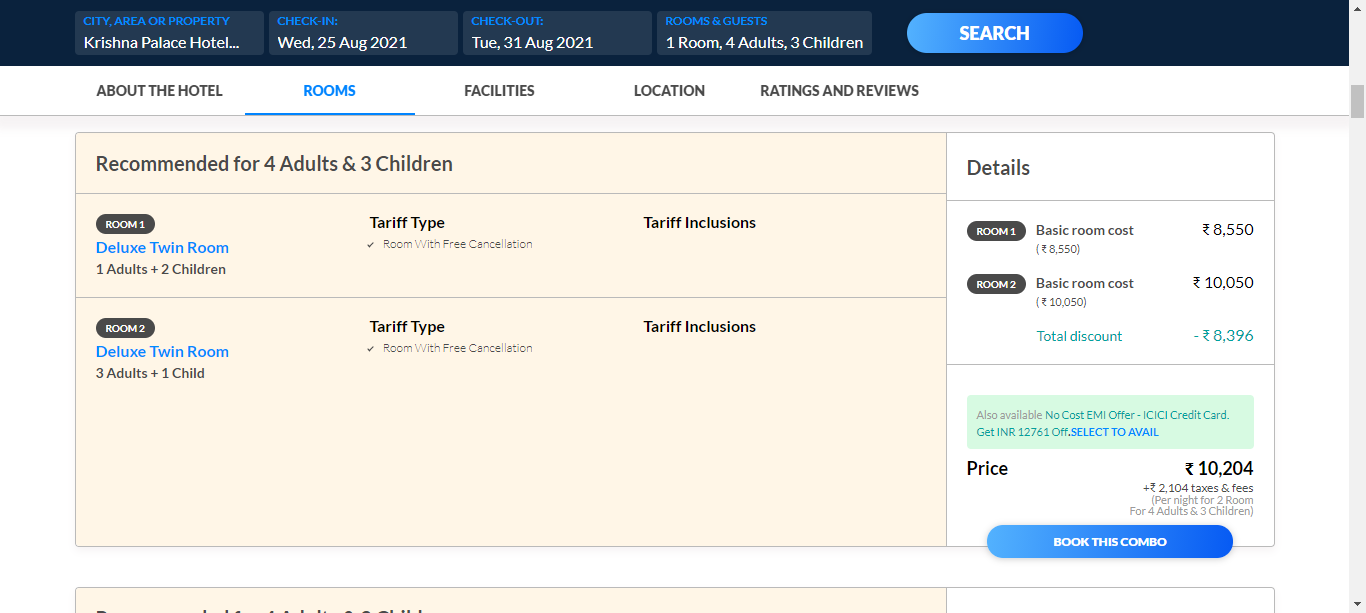 CITY, AREA OR PROPERTY
Krishna Palace Hotel...
CHECK-IN:
Wed, 25 Aug 2021
CHECK-OUT:
Tue, 31 Aug 2021
ROOMS & GUESTS
1 Room, 4 Adults, 3 Children
SEARCH
ABOUT THE HOTEL
ROOMS
FACILITIES
LOCATION
RATINGS AND REVIEWS
Recommended for 4 Adults & 3 Children
ROOM 1
Deluxe Twin Room
1 Adults + 2 Children
Tariff Type
Room With Free Cancellation
Tariff Inclusions
ROOM 2
Deluxe Twin Room
3 Adults + 1 Child
Tariff Type
Room With Free Cancellation
Tariff Inclusions
Details
ROOM 1 Basic room cost ₹ 8,550
(₹ 8,550)
ROOM 2 Basic room cost ₹ 10,050
(₹ 10,050)
Total discount - ₹ 8,396
Also available No Cost EMI Offer - ICICI Credit Card.
Get INR 12761 Off.SELECT TO AVAIL
Price ₹ 10,204
+₹ 2,104 taxes & fees
(Per night for 2 Room
For 4 Adults & 3 Children)
BOOK THIS COMBO